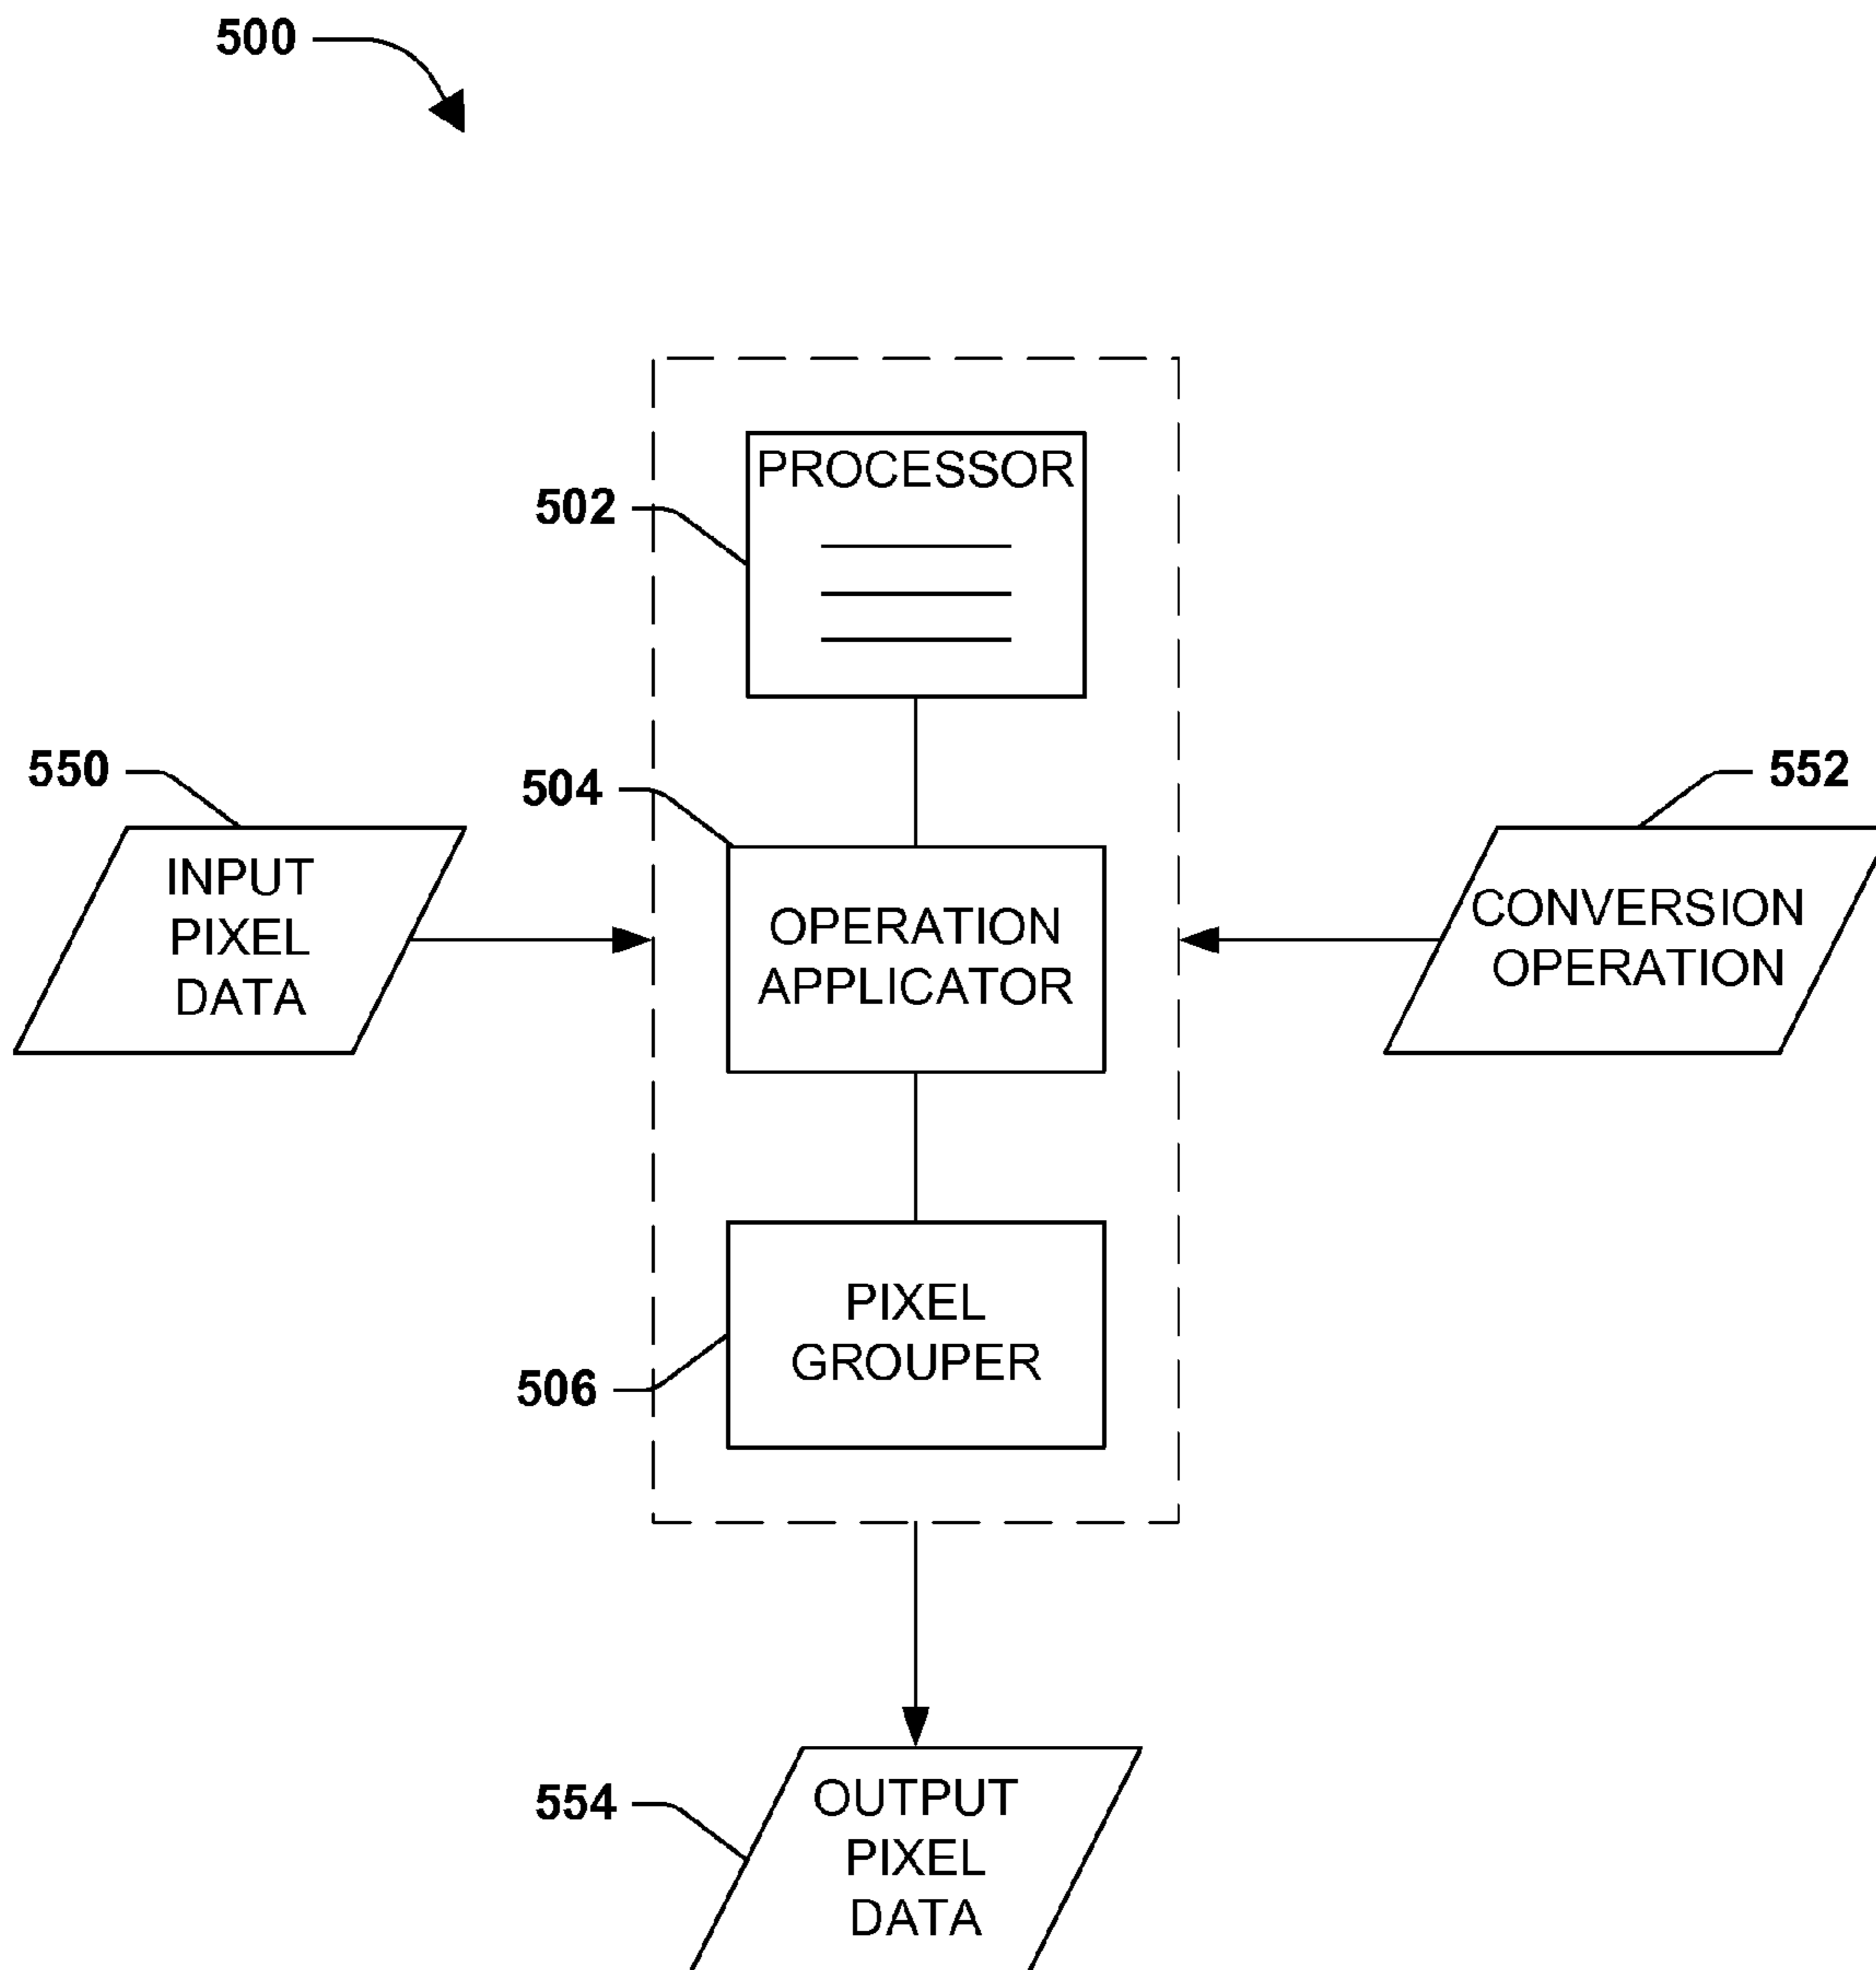 500
PROCESSOR
502
550
504
552
INPUT
PIXEL
DATA
OPERATION
APPLICATOR
CONVERSION
OPERATION
PIXEL
GROUPER
506
554
OUTPUT
PIXEL
DATA